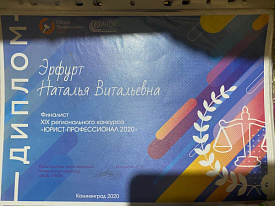 ДИПЛОМ
Эрфурт
Наталья Витальевна
Финалист
XIX регионального конкурса
«ЮРИСТ-ПРОФЕССИОНАЛ 2020»
Калининград 2020